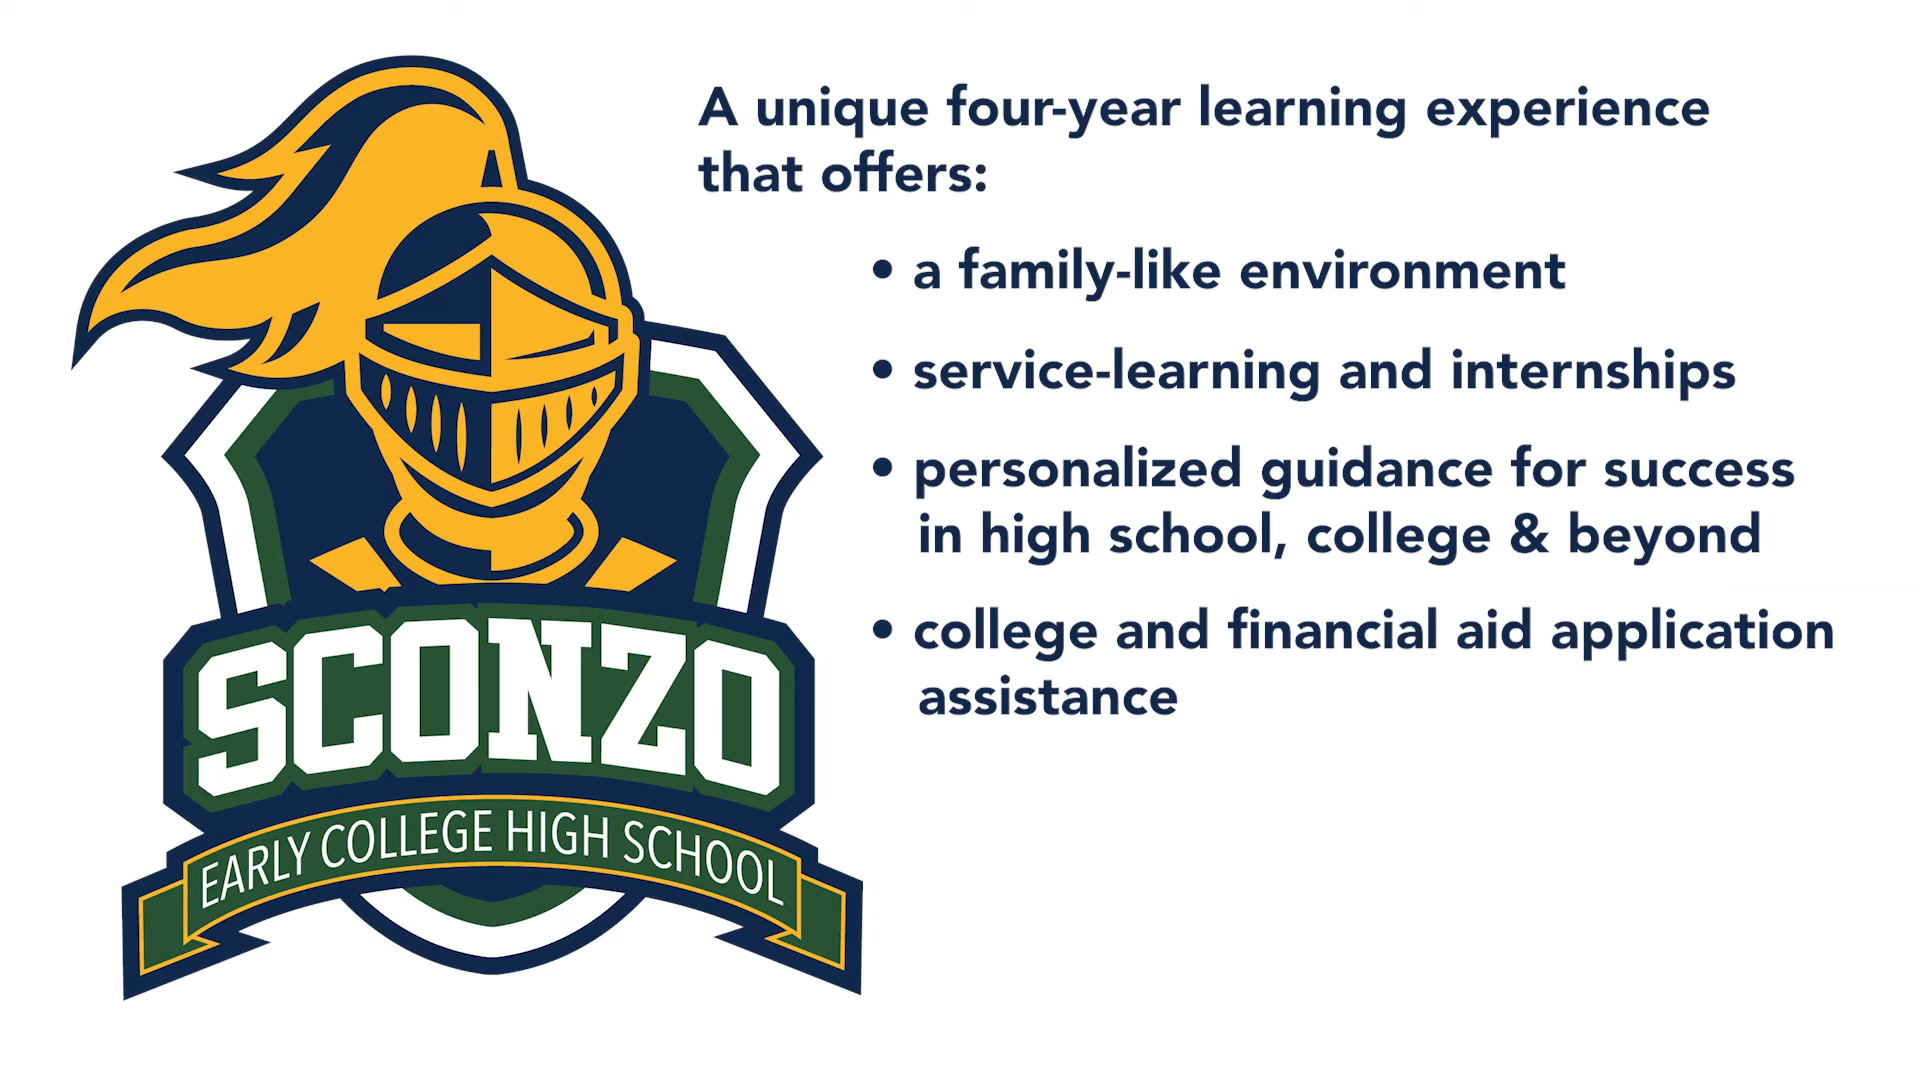 A unique four-year learning experience
that offers:
• a family-like environment
• service-learning and internships
• personalized guidance for success
in high school, college & beyond
• college and financial aid application
assistance
SCONZO
EARLY COLLEGE HIGH SCHOOL